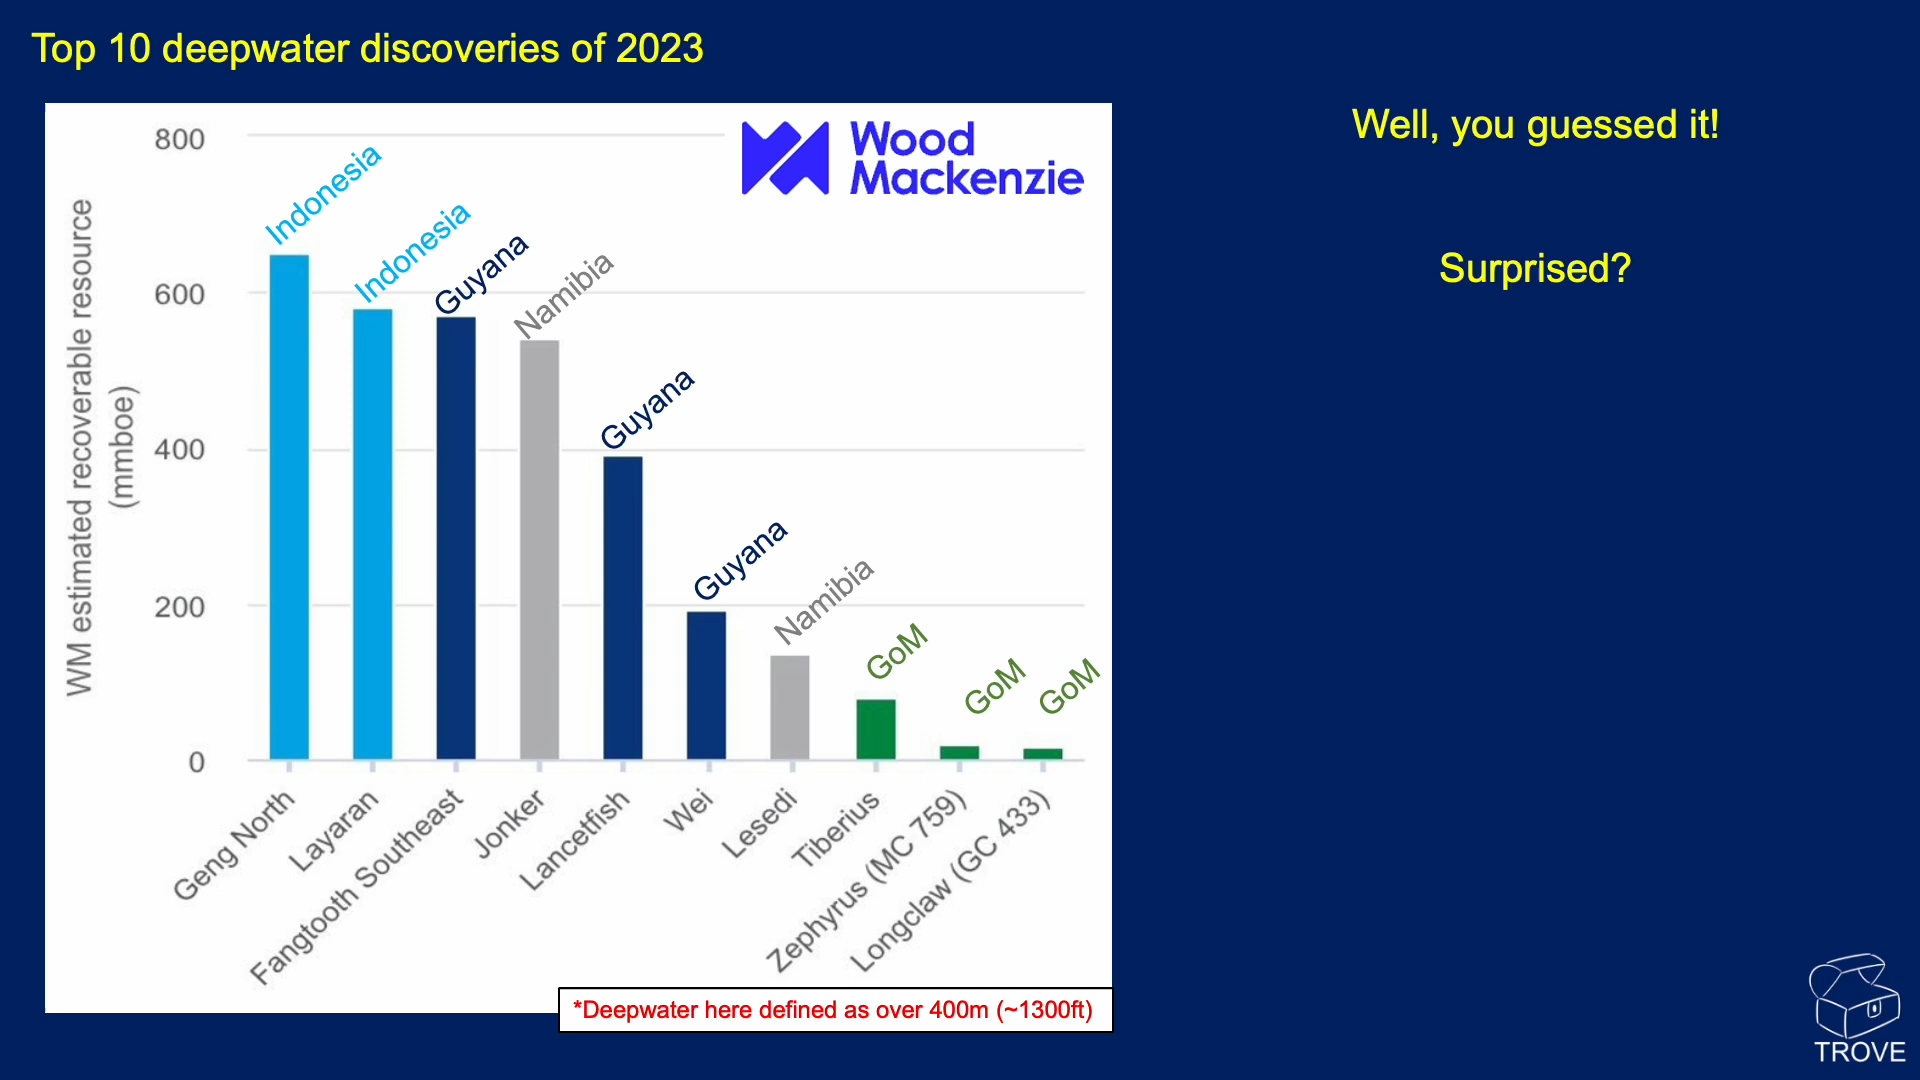 Top 10 deepwater discoveries of 2023
Well, you guessed it!
Surprised?
Wood
Mackenzie
WM estimated recoverable resource
(mmboe)
800
600
400
200
0
Indonesia
Indonesia
Guyana
Namibia
Guyana
Guyana
Namibia
GoM
GoM
GoM
Geng North
Layaran
Fangtooth Southeast
Jonker
Lancetfish
Wei
Lesedi
Tiberius
Zephyrus (MC 759)
Longclaw (GC 433)
*Deepwater here defined as over 400m (~1300ft)
TROVE